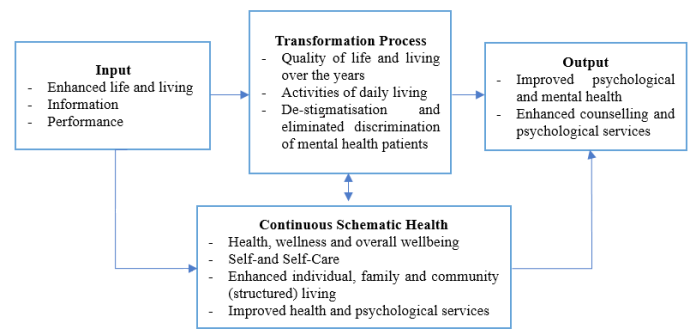 Input
- Enhanced life and living
- Information
- Performance
Transformation Process
- Quality of life and living
over the years
- Activities of daily living
- De-stigmatisation and
eliminated discrimination
of mental health patients
Output
- Improved psychological
and mental health
- Enhanced counselling and
psychological services
Continuous Schematic Health
- Health, wellness and overall wellbeing
- Self-and Self-Care
- Enhanced individual, family and community
(structured) living
- Improved health and psychological services